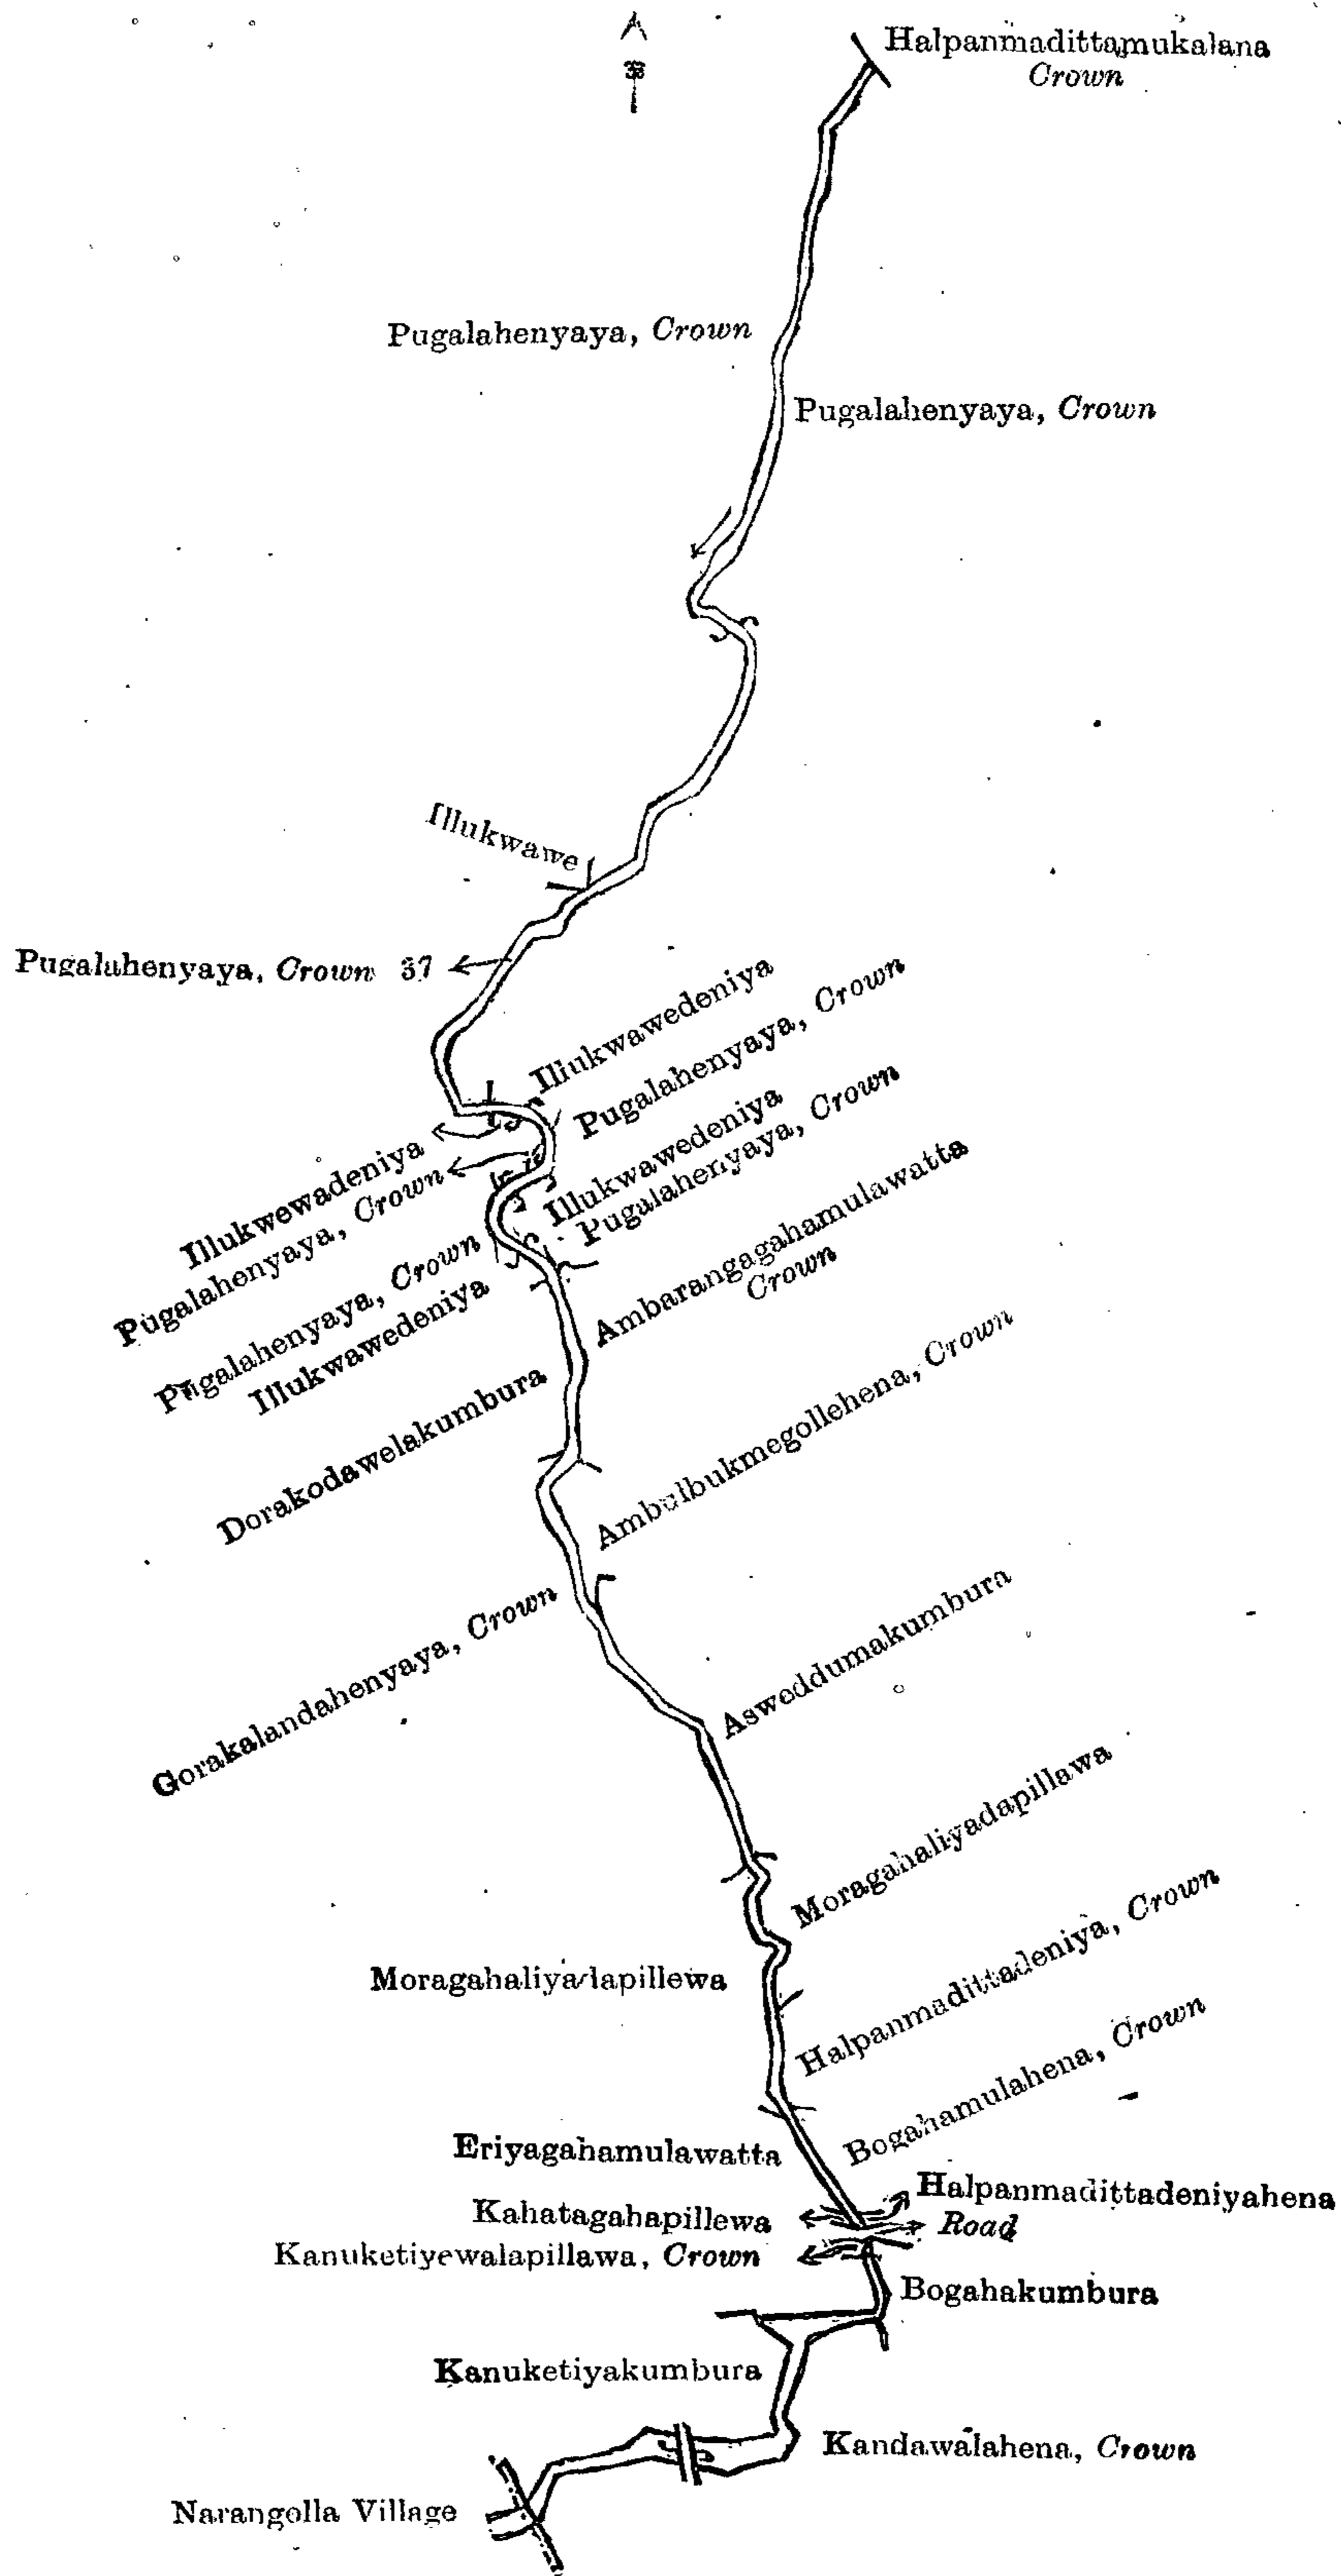 36
Halpanmadittamukalana
Crown
Pugalahenyaya, Crown
Pugalahenyaya, Crown
Illukwawe
Pugalahenyaya, Crown 37
Illukwawedeniya
Pugalahenyaya, Crown
Illukwawedeniya
Pugalahenyaya, Crown
Illukwewadeniya
Pugalahenyaya, Crown
Pugalahenyaya, Crown
Illukwawedeniya
Ambarangagahamulawatta
Crown
Dorakodawelakumbura
Ambulbukmegollehena, Crown
Gorakalandahenyaya, Crown
Asweddumakumbura
Moragahaliyadapillawa
Moragahaliyadapillewa
Halpanmadittadeniya, Crown
Bogahamulahena, Crown
Eriyagahamulawatta
Halpanmadittadeniyahena
Kahatagahapillewa
Road
Kanuketiyewalapillawa, Crown
Bogahakumbura
Kanuketiyakumbura
Kandawalahena, Crown
Narangolla Village